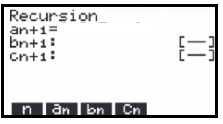 Recursion
an+1=
bn+1: [—]
cn+1: [—]
n an bn cn